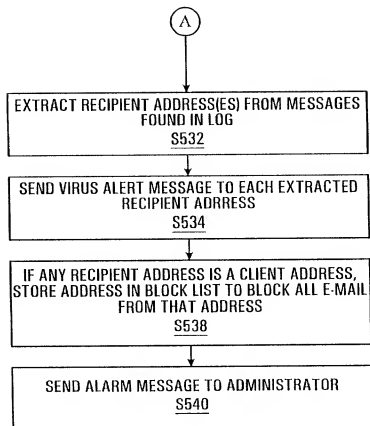 A
EXTRACT RECIPIENT ADDRESS(ES) FROM MESSAGES
FOUND IN LOG
S532
SEND VIRUS ALERT MESSAGE TO EACH EXTRACTED
RECIPIENT ADRRESS
S534
IF ANY RECIPIENT ADDRESS IS A CLIENT ADDRESS,
STORE ADDRESS IN BLOCK LIST TO BLOCK ALL E-MAIL
FROM THAT ADDRESS
S538
SEND ALARM MESSAGE TO ADMINISTRATOR
S540